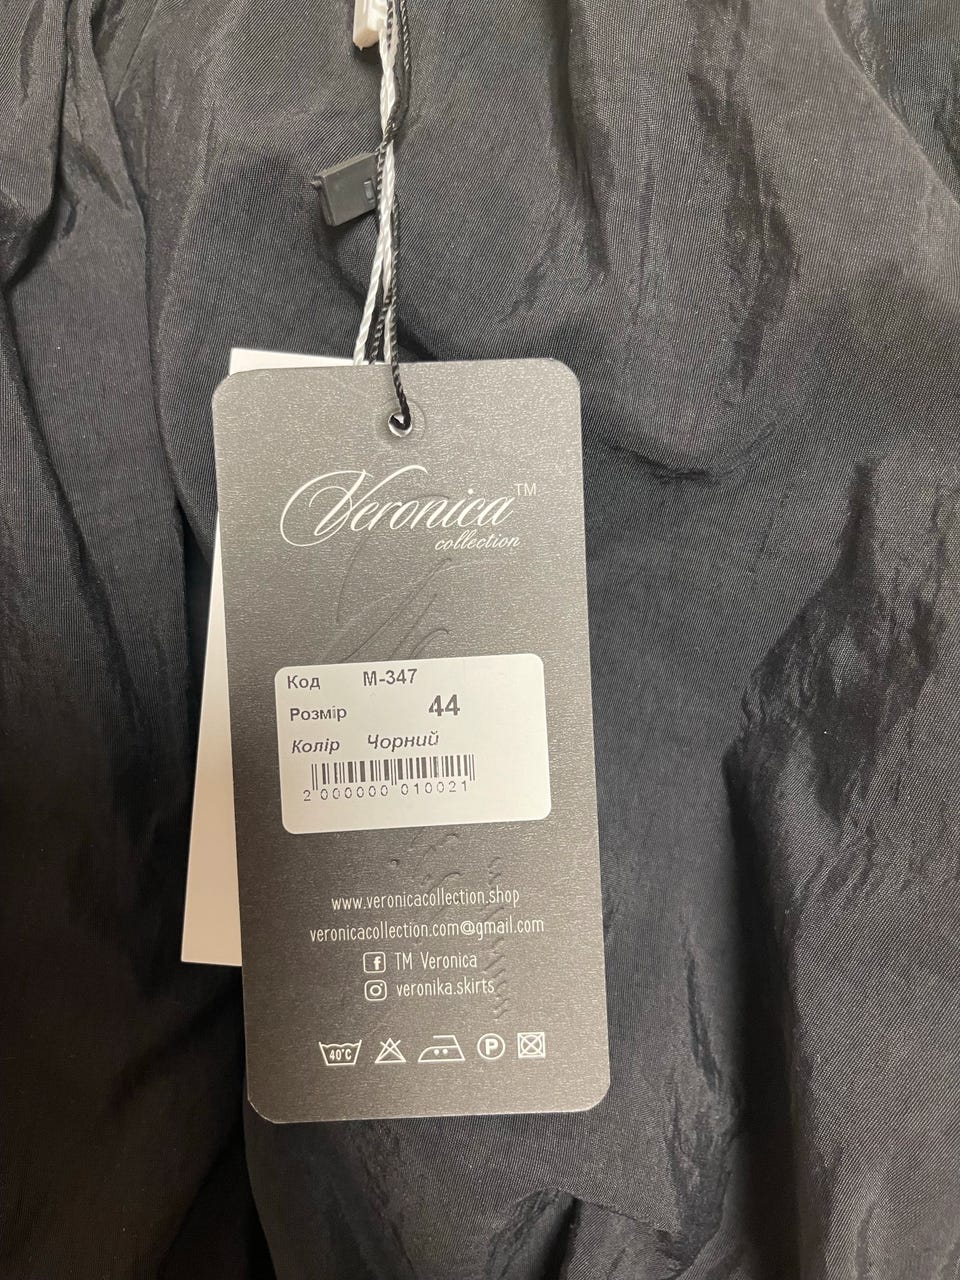 Veronica™
collection
Код М-347
Розмір 44
Колір Чорний
2 000000 010021
www.veronicacollection.shop
veronicacollection.com@gmail.com
TM Veronica
veronika.skirts
40°C P